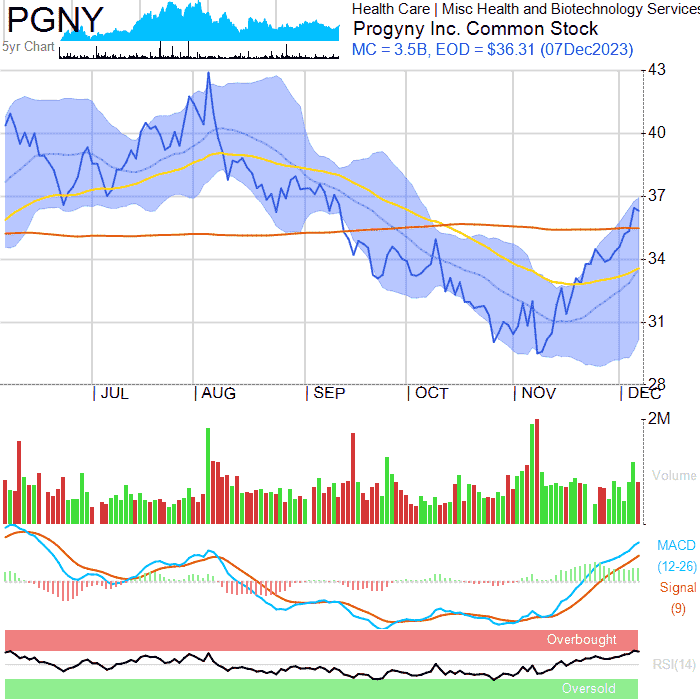 PGNY
5yr Chart
Health Care | Misc Health and Biotechnology Services
Progyny Inc. Common Stock
MC = 3.5B, EOD = $36.31 (07Dec2023)
43
40
37
34
31
28
JUL
AUG
SEP
OCT
NOV
DEC
2M
Volume
MACD
(12-26)
Signal
(9)
Overbought
RSI(14)
Oversold